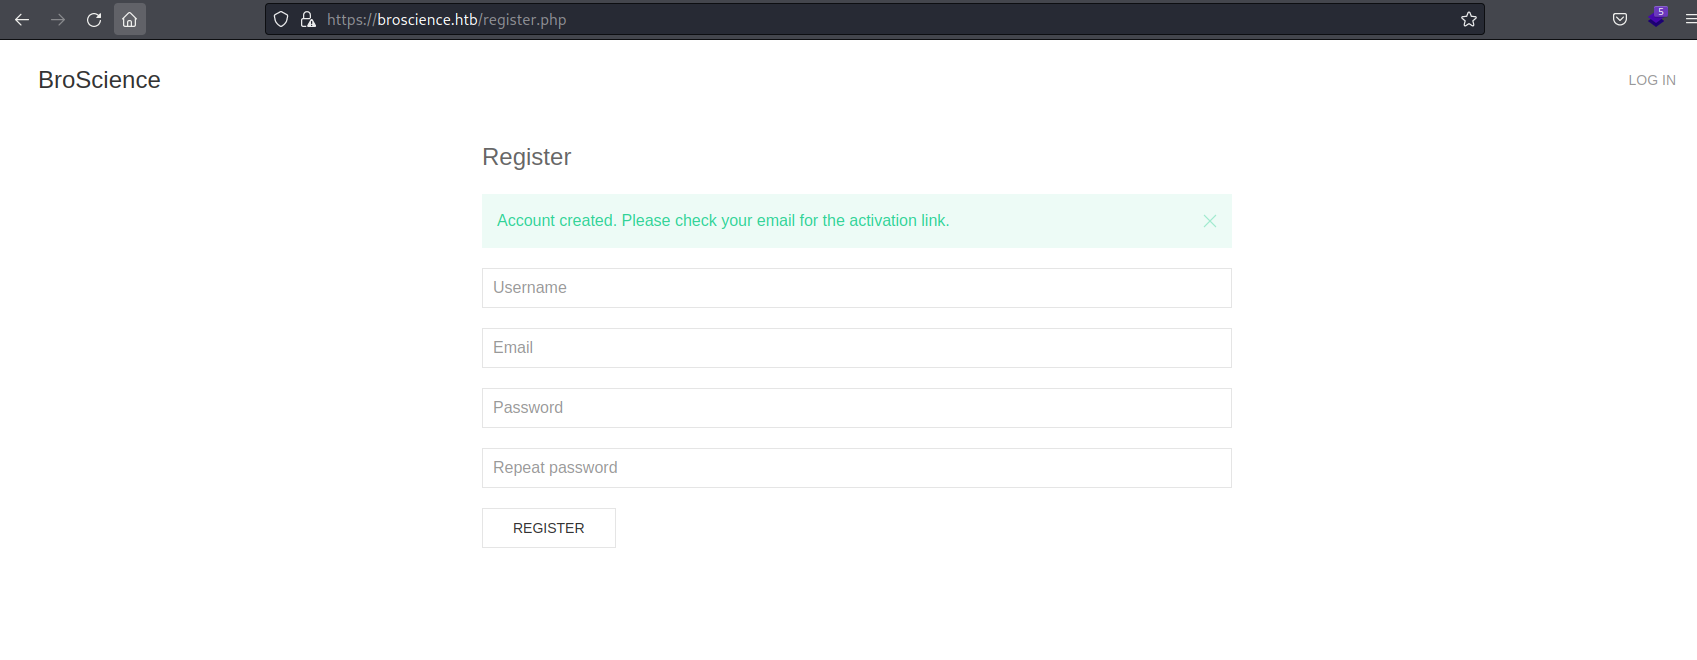 https://broscience.htb/register.php
5
BroScience
LOG IN
Register
Account created. Please check your email for the activation link.
Username
Email
Password
Repeat password
REGISTER